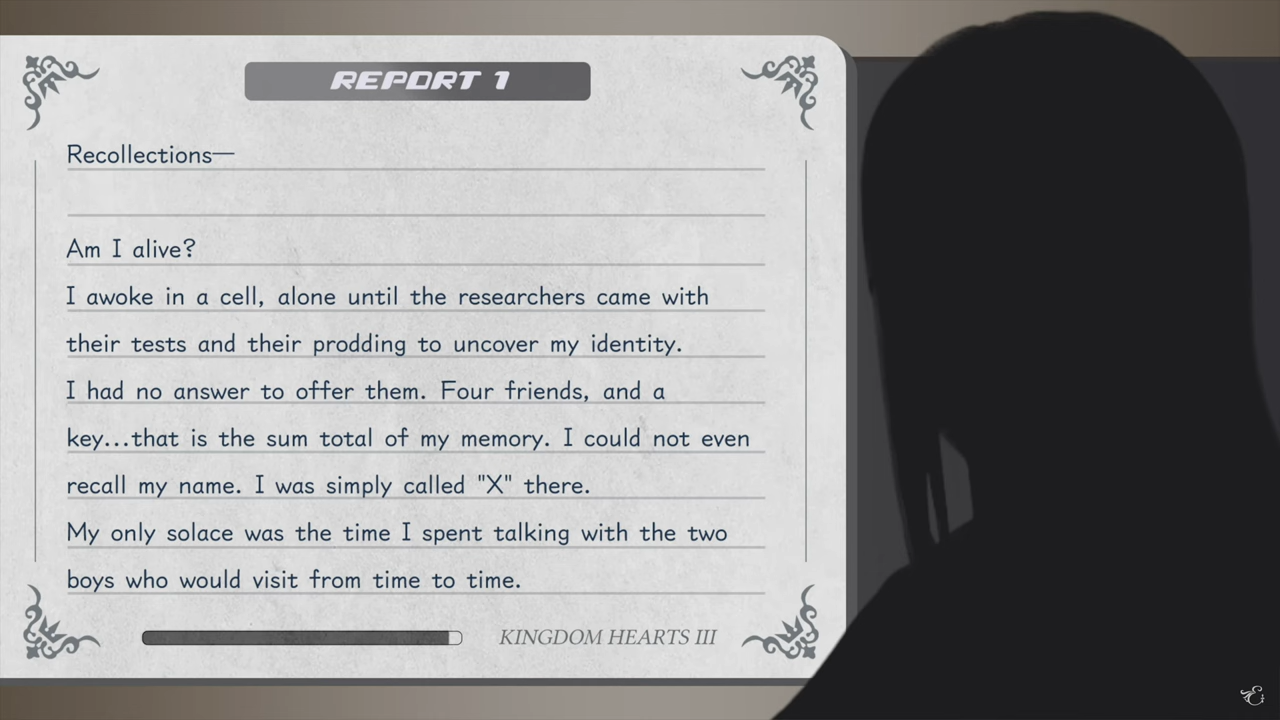 REPORT 1
Recollections—
Am I alive?
I awoke in a cell, alone until the researchers came with
their tests and their prodding to uncover my identity.
I had no answer to offer them. Four friends, and a
key...that is the sum total of my memory. I could not even
recall my name. I was simply called "X" there.
My only solace was the time I spent talking with the two
boys who would visit from time to time.
KINGDOM HEARTS III